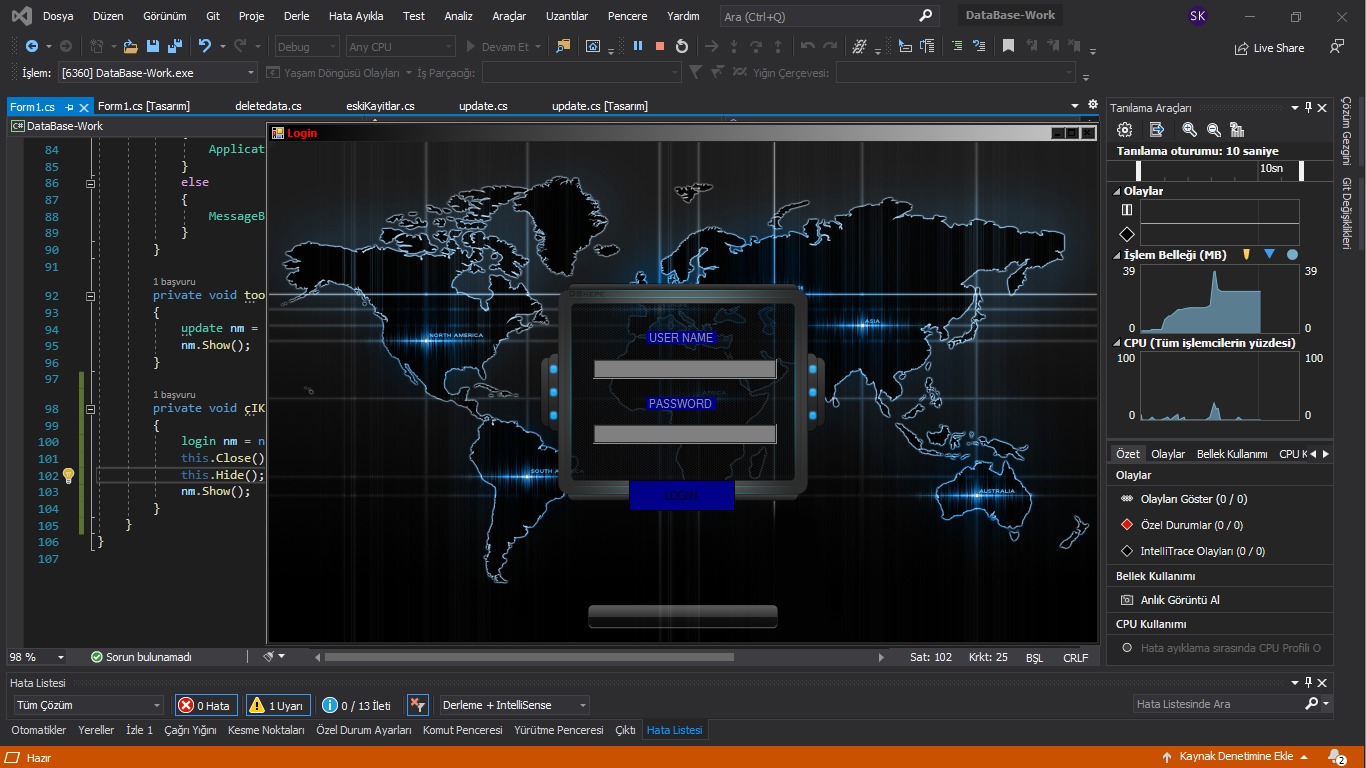 Dosya Düzen Görünüm Git Proje Derle Hata Ayıkla Test Analiz Araçlar Uzantılar Pencere Yardım Ara (Ctrl+Q) DataBase-Work SK
Debug Any CPU Devam Et Live Share
İşlem: [6360] DataBase-Work.exe Yaşam Döngüsü Olayları İş Parçacığı: Yığın Çerçevesi:
Form1.cs Form1.cs [Tasarım] deletedata.cs eskiKayitlar.cs update.cs update.cs [Tasarım]
C# DataBase-Work
Login
84 Applicat
85 }
86 else
87 {
88 MessageB
89 }
90 }
91
1 başvuru
92 private void too
93 {
94 update nm =
95 nm.Show();
96 }
97
1 başvuru
98 private void cIK
99 {
100 login nm = n
101 this.Close()
102 this.Hide();
103 nm.Show();
104 }
105 }
106 }
107
NORTH AMERICA
ASIA
SOUTH A
AUSTRALIA
USER NAME
PASSWORD
LOGIN
98 % Sorun bulunamadı Sat: 102 Krkt: 25 BŞL CRLF
Tanılama Araçları
Tanılama oturumu: 10 saniye
10sn
Olaylar
İşlem Belleği (MB)
39 39
0 0
CPU (Tüm işlemcilerin yüzdesi)
100 100
0 0
Özet Olaylar Bellek Kullanımı CPU K
Olaylar
Olayları Göster (0 / 0)
Özel Durumlar (0 / 0)
IntelliTrace Olayları (0 / 0)
Bellek Kullanımı
Anlık Görüntü Al
CPU Kullanımı
Hata ayıklama sırasında CPU Profili O
Çözüm Gezgini
Git Değişiklikleri
Hata Listesi
Tüm Çözüm 0 Hata 1 Uyarı 0 / 13 İleti Derleme + IntelliSense Hata Listesinde Ara
Otomatikler Yereller İzle 1 Çağrı Yığını Kesme Noktaları Özel Durum Ayarları Komut Penceresi Yürütme Penceresi Çıktı Hata Listesi
Hazır Kaynak Denetimine Ekle 2